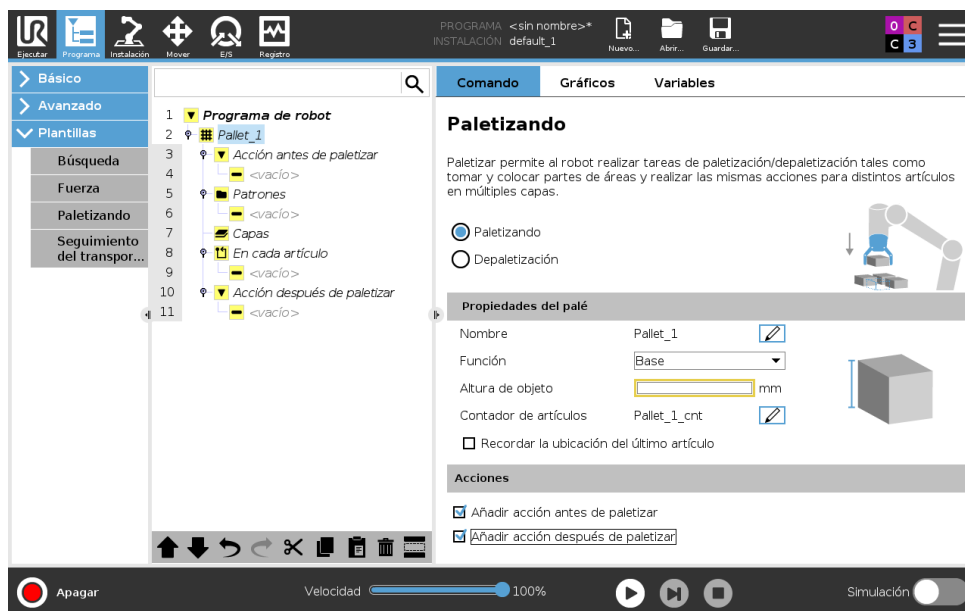 Ejecutar
Programa
Instalación
Mover
E/S
Registro
PROGRAMA <sin nombre>*
INSTALACIÓN default_1
Nuevo...
Abrir...
Guardar...
0 C
C 3
Básico
Avanzado
Plantillas
Búsqueda
Fuerza
Paletizando
Seguimiento
del transpor...
1 Programa de robot
2 Pallet_1
3 Acción antes de paletizar
4 <vacío>
5 Patrones
6 <vacío>
7 Capas
8 En cada artículo
9 <vacío>
10 Acción después de paletizar
11 <vacío>
Comando Gráficos Variables
Paletizando
Paletizar permite al robot realizar tareas de paletización/depaletización tales como
tomar y colocar partes de áreas y realizar las mismas acciones para distintos artículos
en múltiples capas.
Paletizando
Depaletización
Propiedades del palé
Nombre Pallet_1
Función Base
Altura de objeto mm
Contador de artículos Pallet_1_cnt
Recordar la ubicación del último artículo
Acciones
Añadir acción antes de paletizar
Añadir acción después de paletizar
Apagar
Velocidad 100%
Simulación